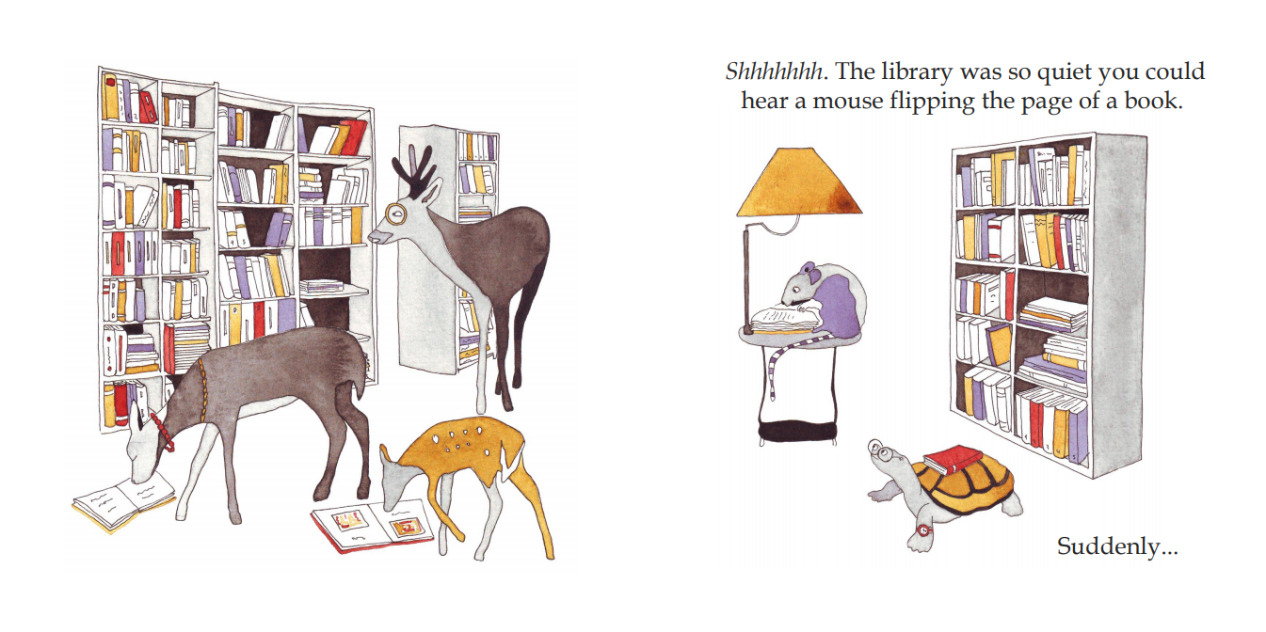 Shhhhhhh. The library was so quiet you could
hear a mouse flipping the page of a book.
Suddenly...